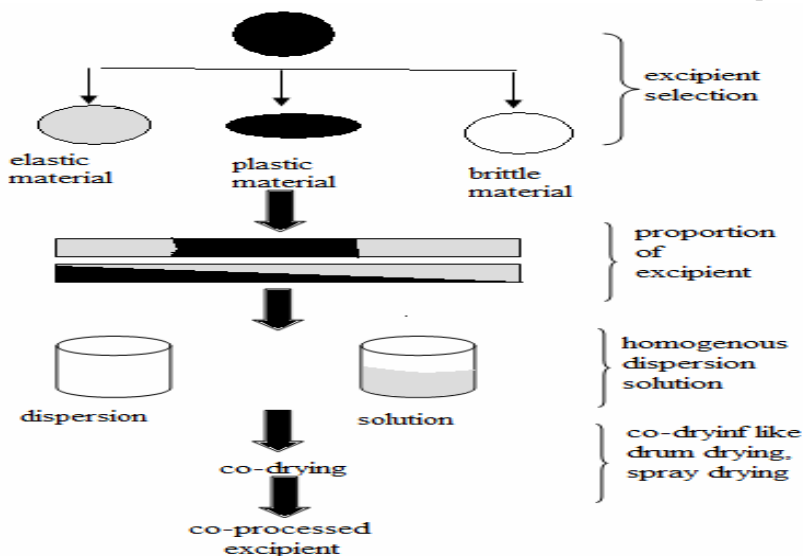 excipient
selection
elastic
material
plastic
material
brittle
material
proportion
of
excipient
homogenous
dispersion
solution
dispersion
solution
co-dryinf like
drum drying,
spray drying
co-drying
co-processed
excipient